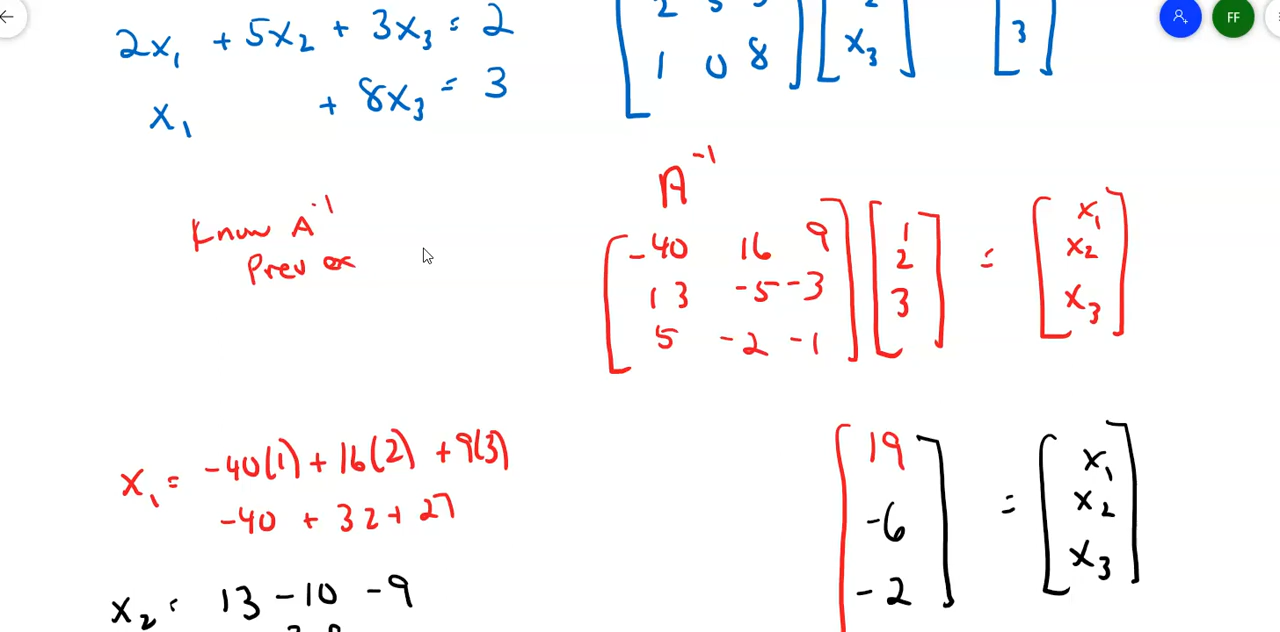 2x₁ + 5x₂ + 3x₃ = 2
x₁ + 8x₃ = 3
1 0 8
x₃
3
FF
A⁻¹
Know A⁻¹
Prev ex
-40 16 9
13 -5 -3
5 -2 -1
1
2
3
=
x₁
x₂
x₃
x₁ = -40(1) + 16(2) + 9(3)
-40 + 32 + 27
x₂ = 13 - 10 - 9
19
-6
-2
=
x₁
x₂
x₃